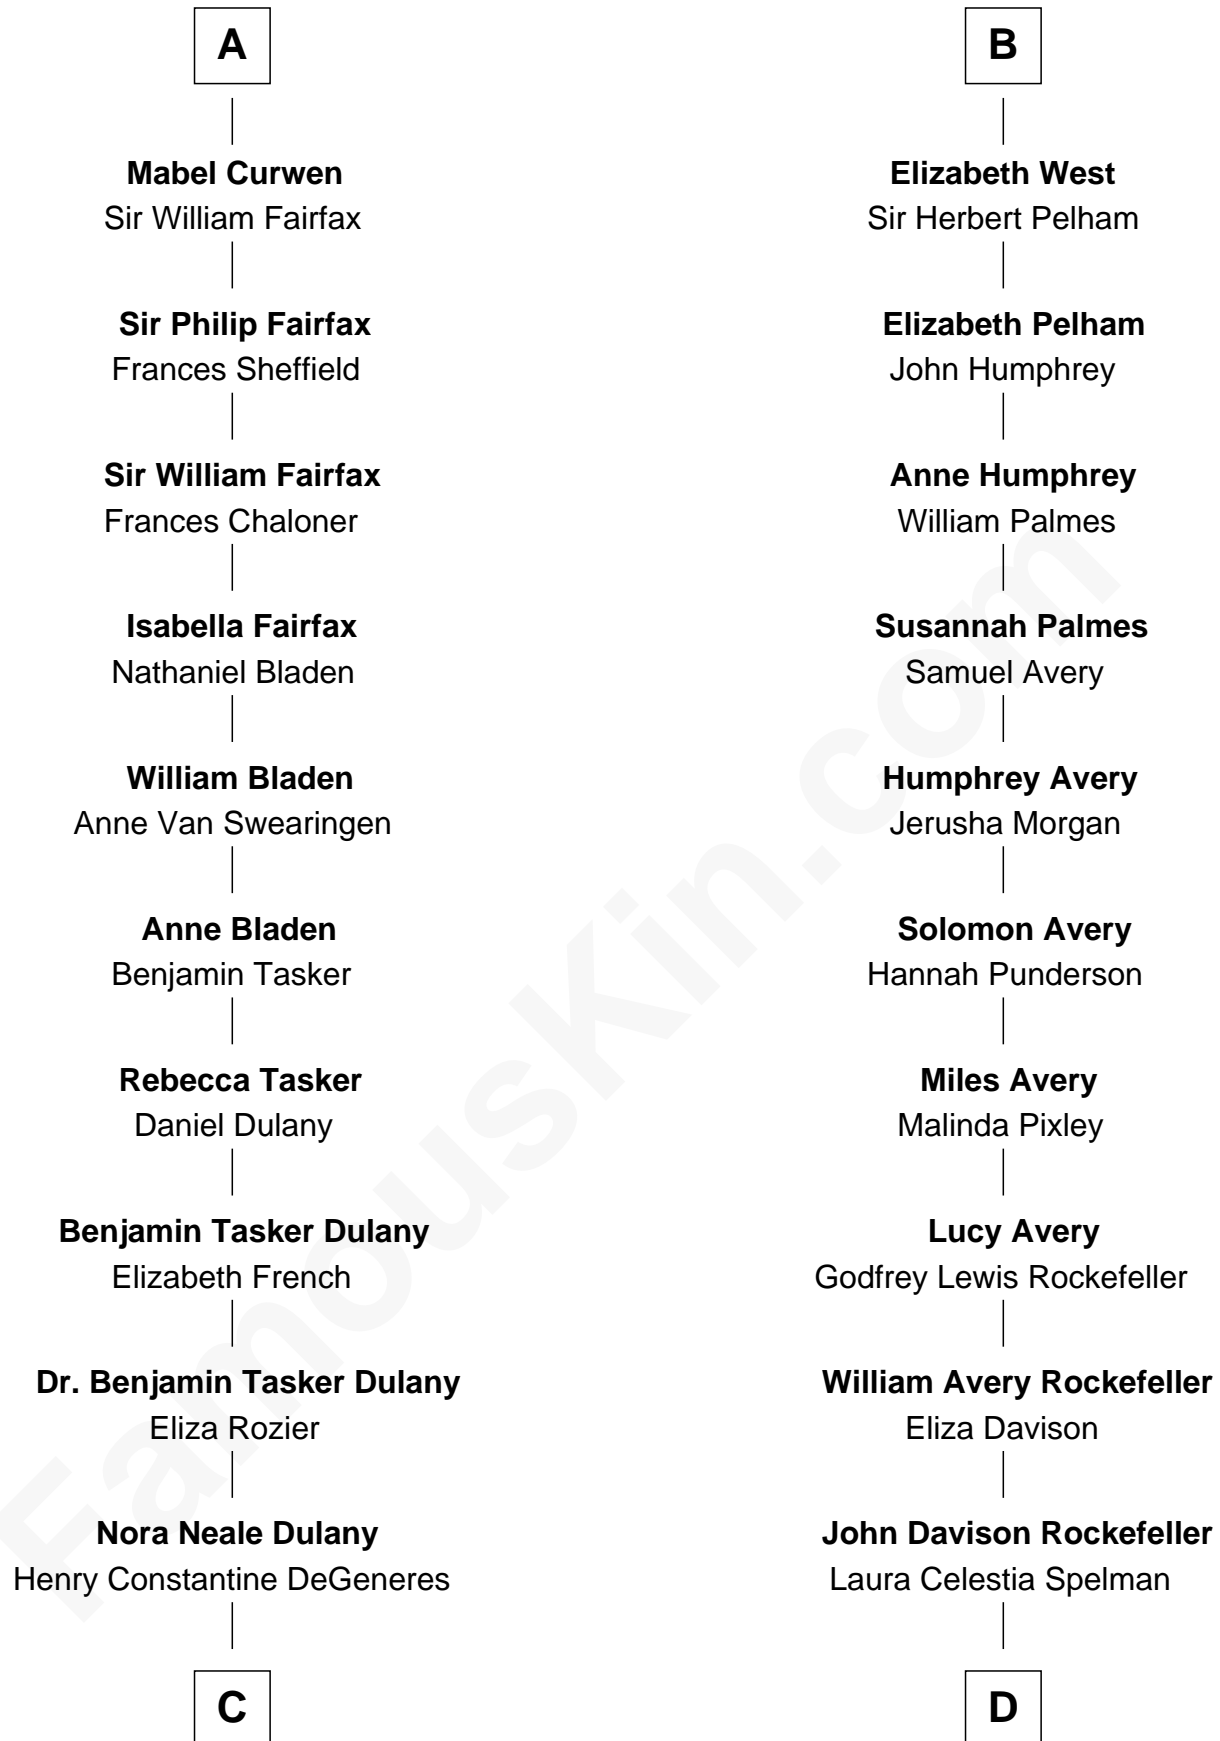 A
Mabel Curwen
Sir William Fairfax
Sir Philip Fairfax
Frances Sheffield
Sir William Fairfax
Frances Chaloner
Isabella Fairfax
Nathaniel Bladen
William Bladen
Anne Van Swearingen
Anne Bladen
Benjamin Tasker
Rebecca Tasker
Daniel Dulany
Benjamin Tasker Dulany
Elizabeth French
Dr. Benjamin Tasker Dulany
Eliza Rozier
Nora Neale Dulany
Henry Constantine DeGeneres
C
B
Elizabeth West
Sir Herbert Pelham
Elizabeth Pelham
John Humphrey
Anne Humphrey
William Palmes
Susannah Palmes
Samuel Avery
Humphrey Avery
Jerusha Morgan
Solomon Avery
Hannah Punderson
Miles Avery
Malinda Pixley
Lucy Avery
Godfrey Lewis Rockefeller
William Avery Rockefeller
Eliza Davison
John Davison Rockefeller
Laura Celestia Spelman
D
FamousKin.com